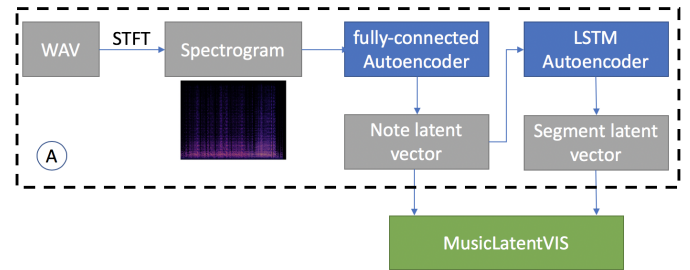 WAV
STFT
Spectrogram
fully-connected
Autoencoder
LSTM
Autoencoder
Note latent
vector
Segment latent
vector
A
MusicLatentVIS